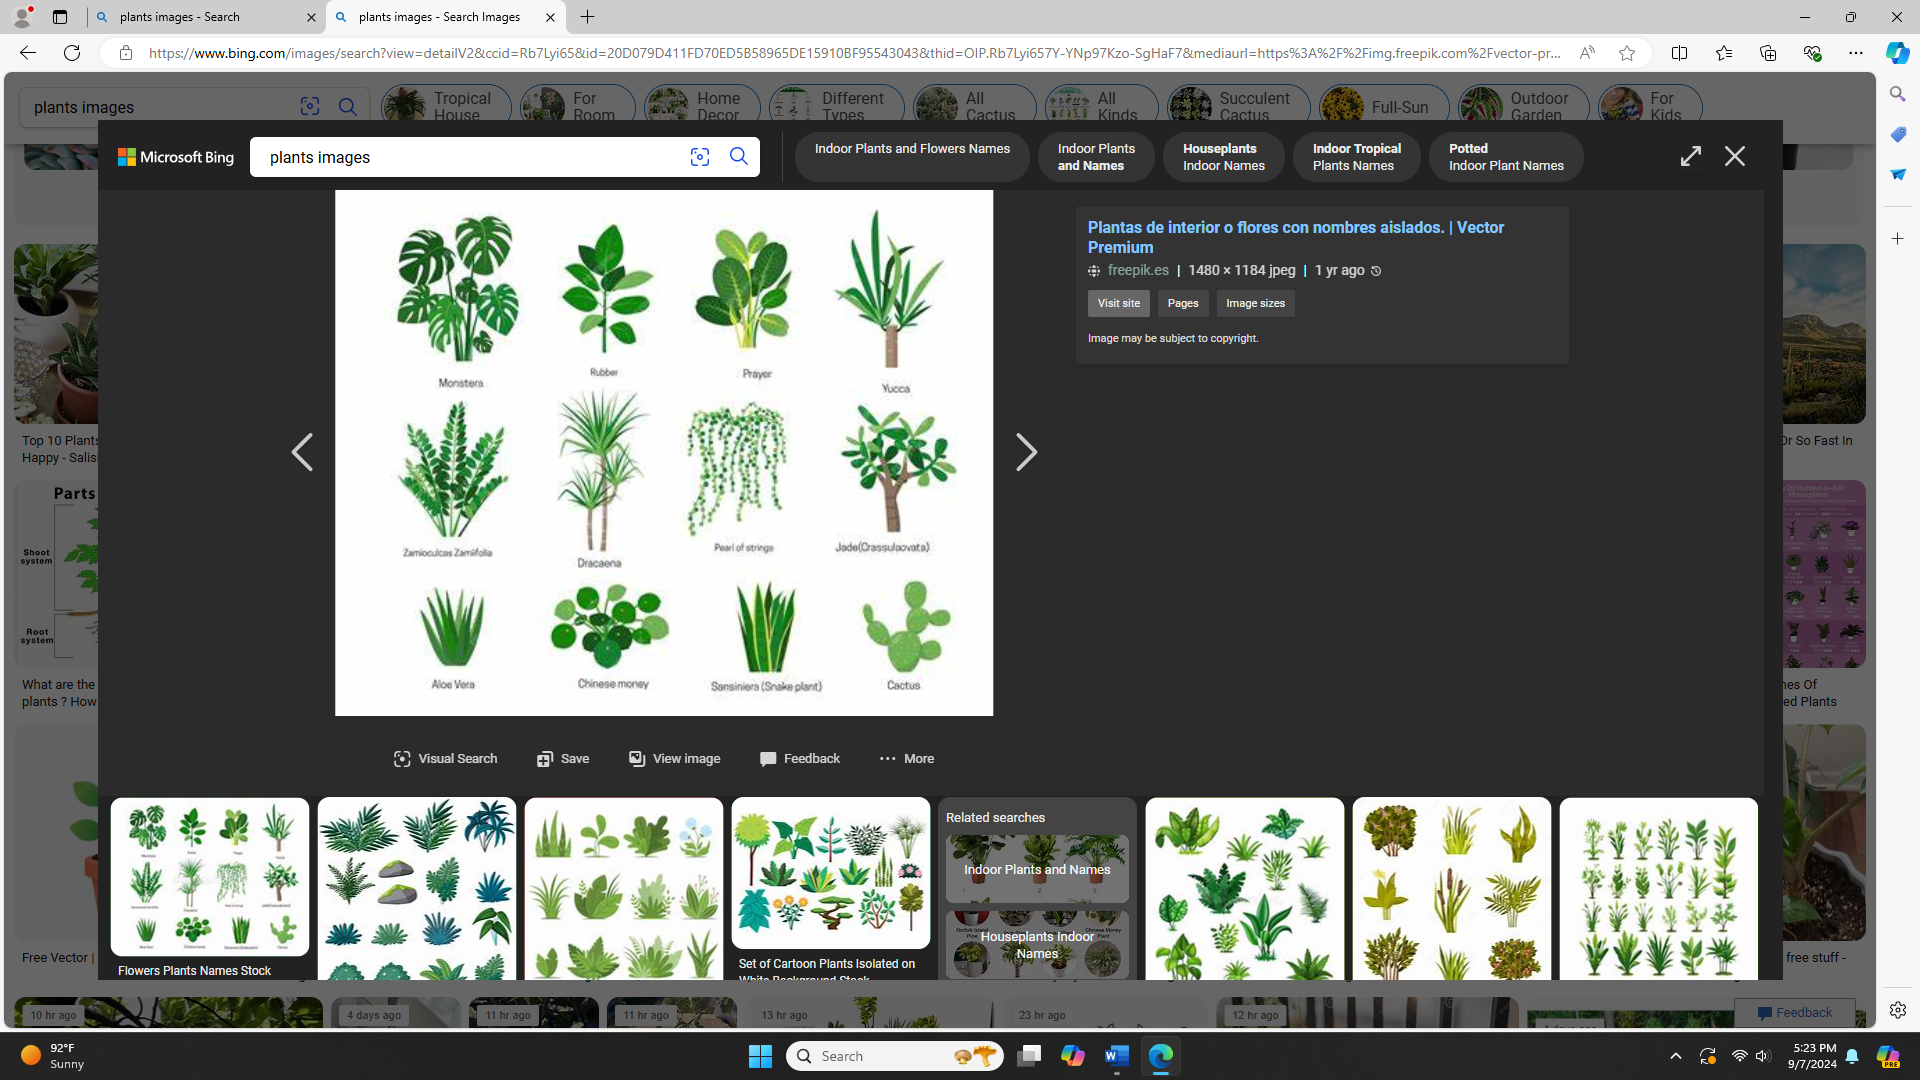 plants images - Search
plants images - Search Images
https://www.bing.com/images/search?view=detailV2&ccid=Rb7Lyi65&id=20D079D411FD70ED5B58965DE15910BF95543043&thid=OIP.Rb7Lyi657Y-YNp97Kzo-SgHaF7&mediaurl=https%3A%2F%2Fimg.freepik.com%2Fvector-pr...
plants images
Tropical
House
For
Room
Home
Decor
Different
Types
All
Cactus
All
Kinds
Succulent
Cactus
Full-Sun
Outdoor
Garden
For
Kids
Microsoft Bing
plants images
Indoor Plants and Flowers Names
Indoor Plants
and Names
Houseplants
Indoor Names
Indoor Tropical
Plants Names
Potted
Indoor Plant Names
Monstera
Rubber
Prayer
Yucca
Zamioculcas Zamiifolia
Dracaena
Pearl of strings
Jade(Crassulaovata)
Aloe Vera
Chinese money
Sansiniera (Snake plant)
Cactus
Plantas de interior o flores con nombres aislados. | Vector
Premium
freepik.es | 1480 × 1184 jpeg | 1 yr ago
Visit site
Pages
Image sizes
Image may be subject to copyright.
Top 10 Plants
Happy - Salis
Or So Fast In
Parts
Shoot
system
Root
system
What are the
plants ? How
nes Of
ed Plants
Free Vector |
free stuff -
Visual Search
Save
View image
Feedback
More
Flowers Plants Names Stock
Set of Cartoon Plants Isolated on
White Background Stock
Related searches
Indoor Plants and Names
Houseplants Indoor
Names
10 hr ago
4 days ago
11 hr ago
11 hr ago
13 hr ago
23 hr ago
12 hr ago
4 days ago
Feedback
92°F
Sunny
Search
5:23 PM
9/7/2024